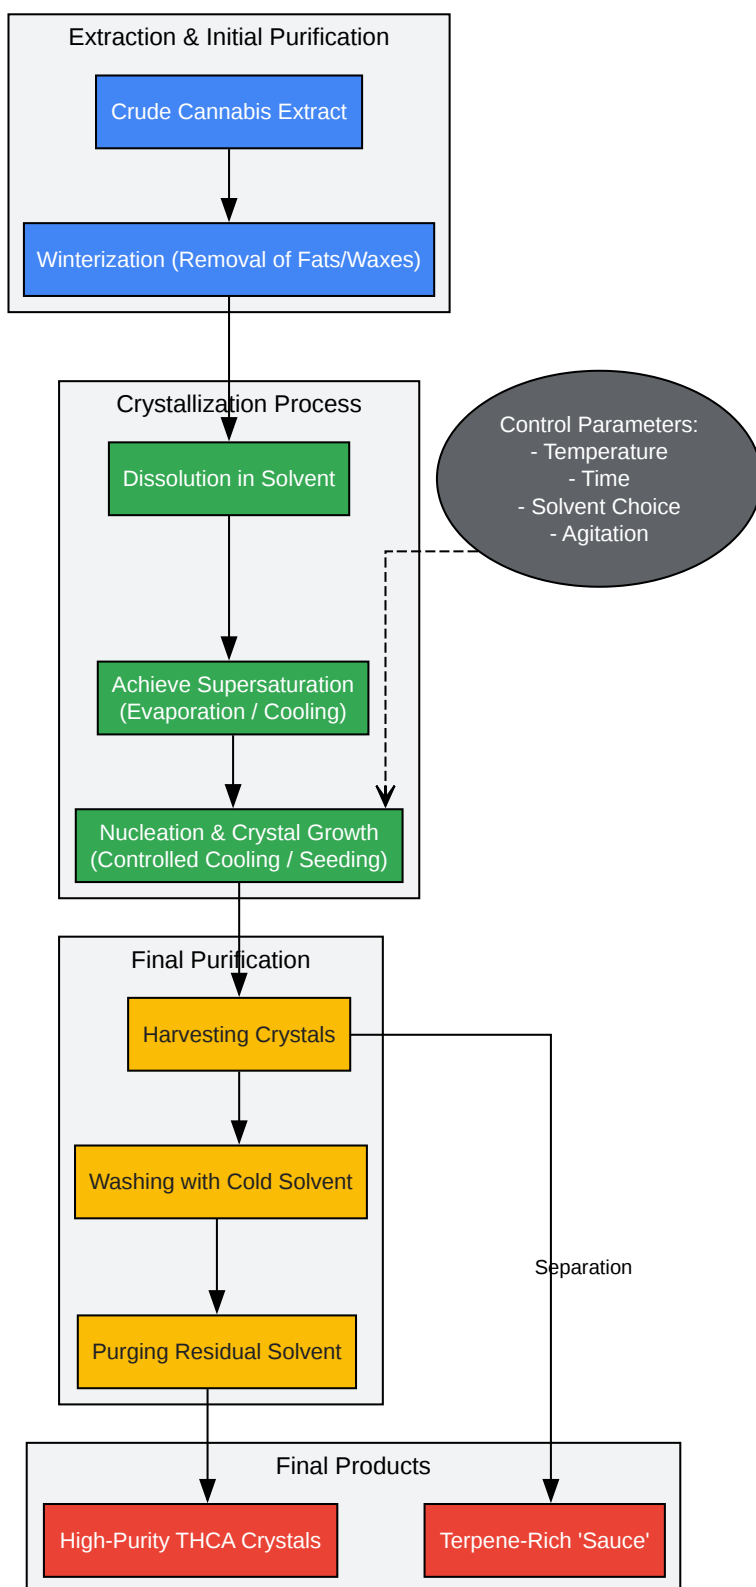 Extraction & Initial Purification
Crude Cannabis Extract
Winterization (Removal of Fats/Waxes)
Crystallization Process
Dissolution in Solvent
Control Parameters:
- Temperature
- Time
- Solvent Choice
- Agitation
Achieve Supersaturation
(Evaporation / Cooling)
Nucleation & Crystal Growth
(Controlled Cooling / Seeding)
Final Purification
Harvesting Crystals
Washing with Cold Solvent
Separation
Purging Residual Solvent
Final Products
High-Purity THCA Crystals
Terpene-Rich 'Sauce'